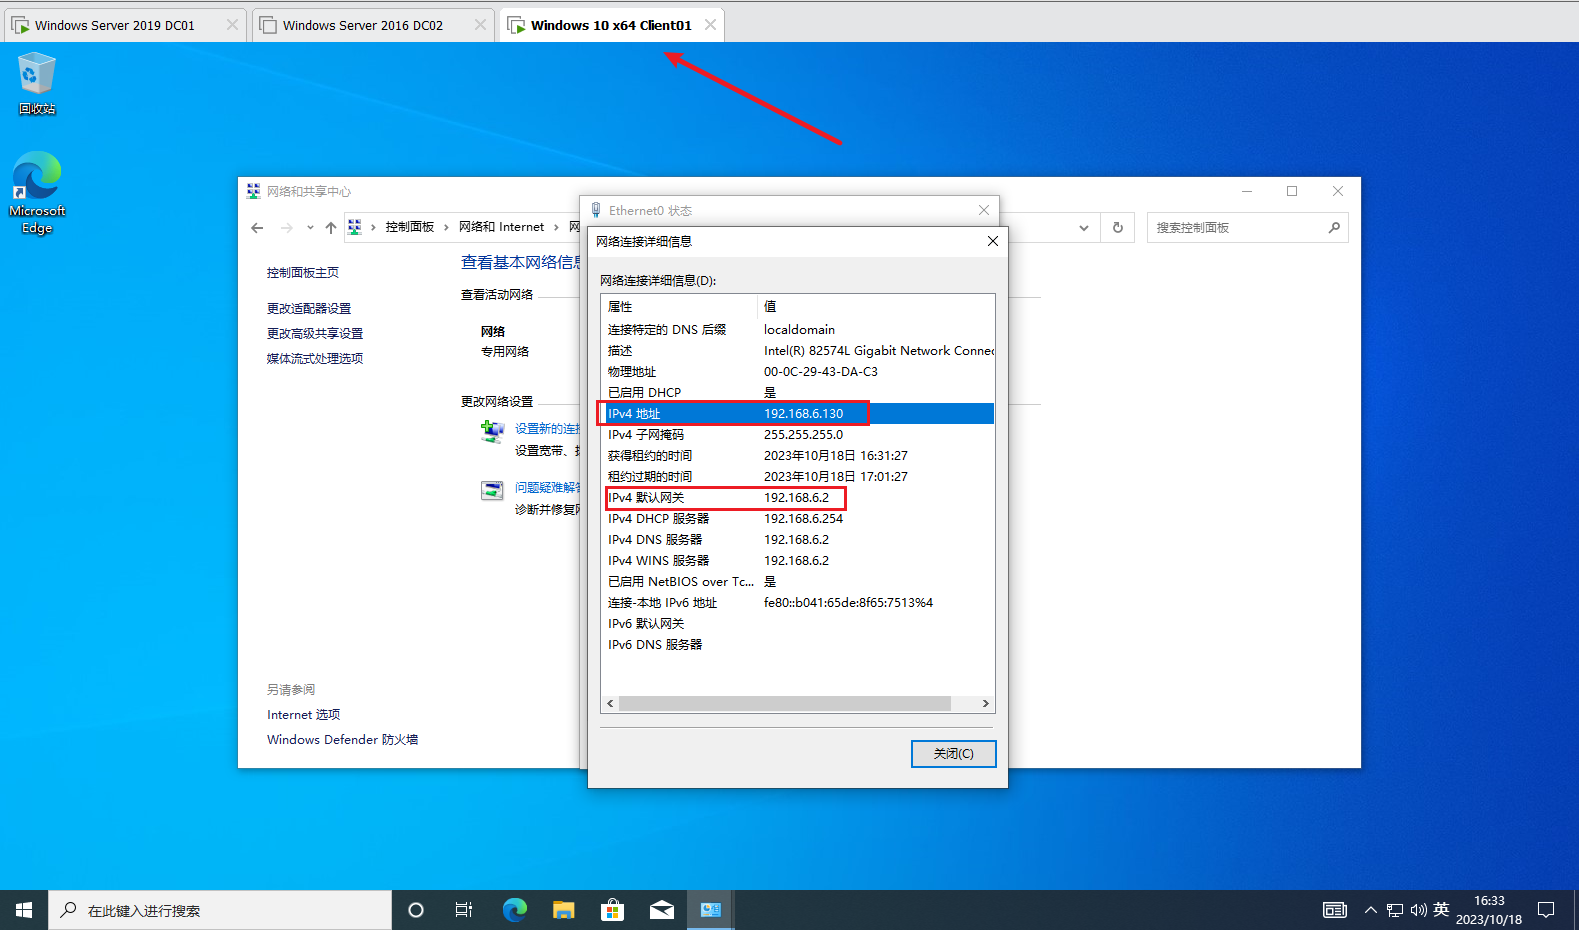 Windows Server 2019 DC01
Windows Server 2016 DC02
Windows 10 x64 Client01
回收站
Microsoft
Edge
网络和共享中心
控制面板
网络和 Internet
网
搜索控制面板
控制面板主页
更改适配器设置
更改高级共享设置
媒体流式处理选项
查看基本网络信息
查看活动网络
网络
专用网络
更改网络设置
设置新的连接
设置宽带、
问题疑难解答
诊断并修复网
另请参阅
Internet 选项
Windows Defender 防火墙
Ethernet0 状态
网络连接详细信息
网络连接详细信息(D):
属性 值
连接特定的 DNS 后缀 localdomain
描述 Intel(R) 82574L Gigabit Network Connec
物理地址 00-0C-29-43-DA-C3
已启用 DHCP 是
IPv4 地址 192.168.6.130
IPv4 子网掩码 255.255.255.0
获得租约的时间 2023年10月18日 16:31:27
租约过期的时间 2023年10月18日 17:01:27
IPv4 默认网关 192.168.6.2
IPv4 DHCP 服务器 192.168.6.254
IPv4 DNS 服务器 192.168.6.2
IPv4 WINS 服务器 192.168.6.2
已启用 NetBIOS over Tc... 是
连接-本地 IPv6 地址 fe80::b041:65de:8f65:7513%4
IPv6 默认网关
IPv6 DNS 服务器
关闭(C)
在此键入进行搜索
英
16:33
2023/10/18